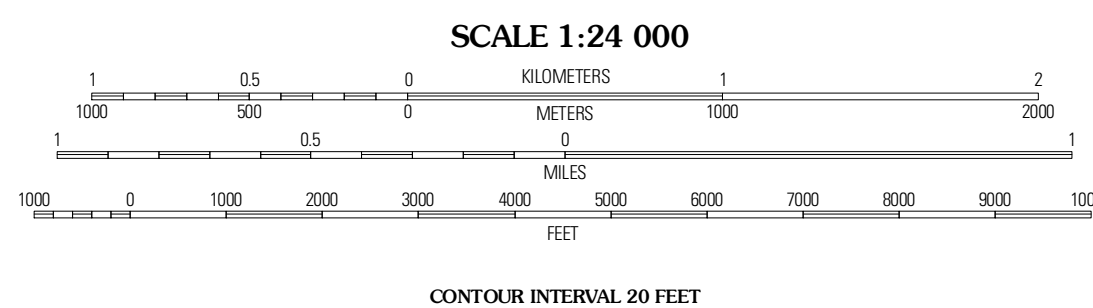 SCALE 1:24 000
1 0.5 0 KILOMETERS 1 2
1000 500 0 METERS 1000 2000
1 0.5 0 1
MILES
1000 0 1000 2000 3000 4000 5000 6000 7000 8000 9000 100
FEET
CONTOUR INTERVAL 20 FEET